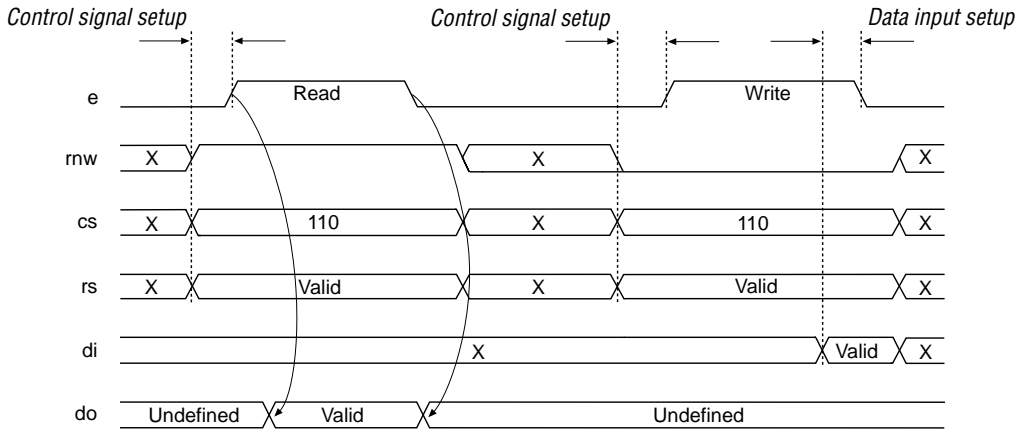 Control signal setup Control signal setup Data input setup
e Read Write
rnw X X X
cs X 110 X 110 X
rs X Valid X Valid X
di X Valid X
do Undefined Valid Undefined